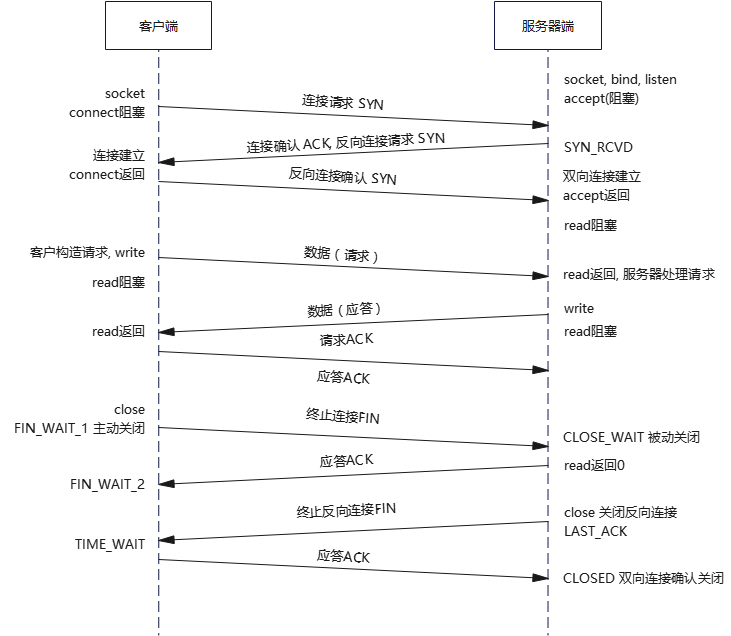 客户端
服务器端
socket
connect阻塞
连接请求 SYN
socket, bind, listen
accept(阻塞)
连接确认 ACK, 反向连接请求 SYN
SYN_RCVD
连接建立
connect返回
反向连接确认 SYN
双向连接建立
accept返回
read阻塞
客户构造请求, write
数据（请求）
read阻塞
read返回, 服务器处理请求
数据（应答）
write
read返回
read阻塞
请求ACK
应答ACK
close
FIN_WAIT_1 主动关闭
终止连接FIN
CLOSE_WAIT 被动关闭
应答ACK
read返回0
FIN_WAIT_2
终止反向连接FIN
close 关闭反向连接
LAST_ACK
TIME_WAIT
应答ACK
CLOSED 双向连接确认关闭